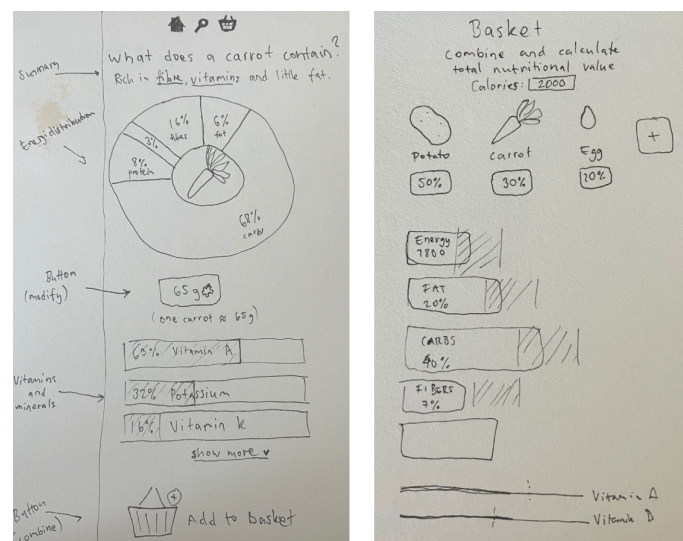 What does a carrot contain?
Rich in fibre, vitamins and little fat.
Summary
Energidistribution
16%
fibres
6%
fat
3%
8%
protein
68%
carbs
Button
(modify)
65g
(one carrot ≈ 65g)
Vitamins
and
minerals
65% Vitamin A
32% Potassium
16% Vitamin K
show more
Button
(combine)
Add to basket
Basket
Combine and calculate
total nutritional value
Calories: 2000
Potato
carrot
Egg
+
50%
30%
20%
Energy
7800
FAT
20%
CARBS
40%
FIBERS
7%
Vitamin A
Vitamin D